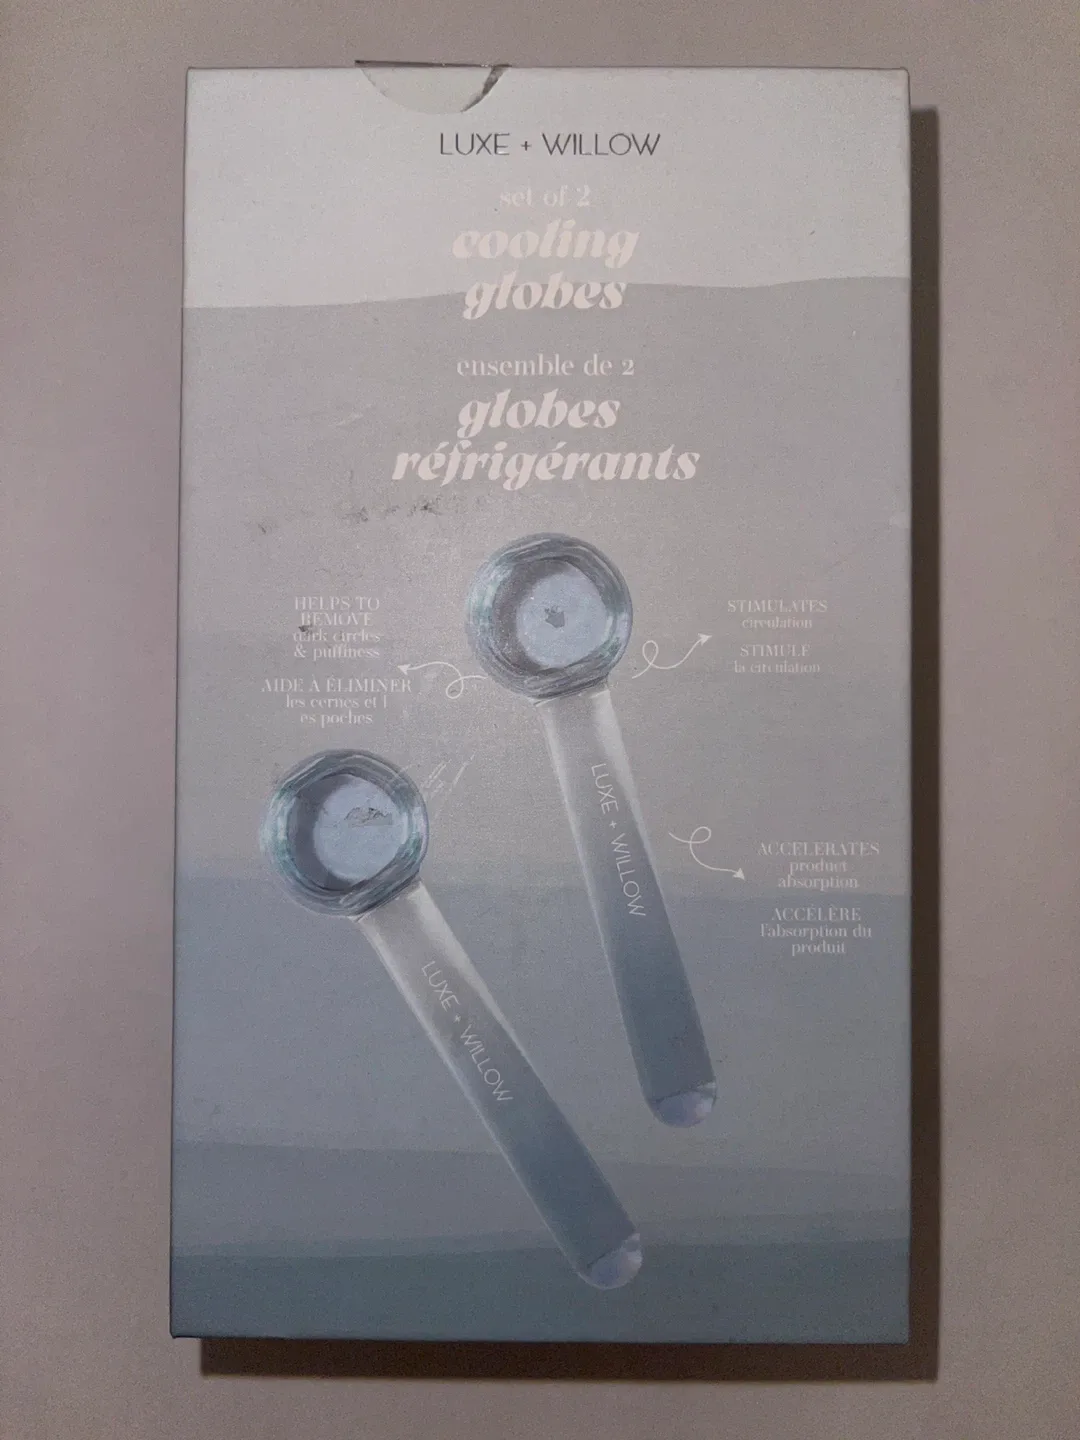 LUXE + WILLOW
set of 2
cooling
globes
ensemble de 2
globes
réfrigérants
HELPS TO
REMOVE
dark circles
& puffiness
AIDE À ÉLIMINER
les cernes et l
es poches
STIMULATES
circulation
STIMULE
la circulation
LUXE + WILLOW
ACCELERATES
product
absorption
ACCÉLÈRE
l'absorption du
produit
LUXE + WILLOW